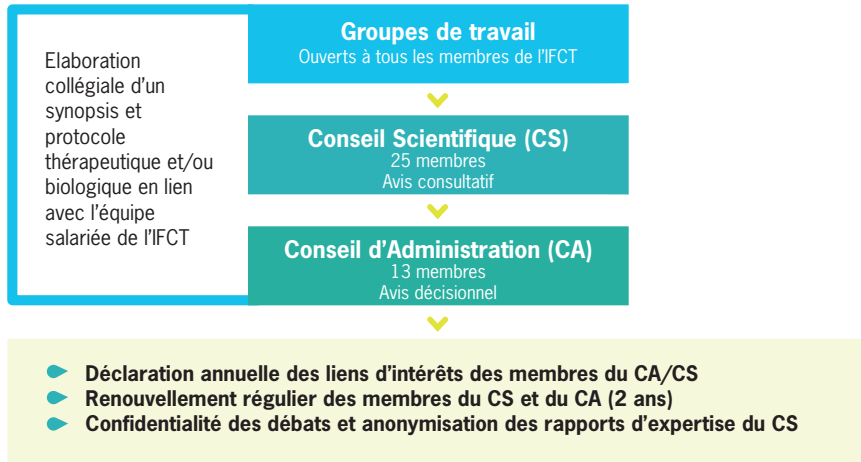 Elaboration
collégiale d'un
synopsis et
protocole
thérapeutique et/ou
biologique en lien
avec l'équipe
salariée de l'IFCT
Groupes de travail
Ouverts à tous les membres de l'IFCT
Conseil Scientifique (CS)
25 membres
Avis consultatif
Conseil d'Administration (CA)
13 membres
Avis décisionnel
Déclaration annuelle des liens d'intérêts des membres du CA/CS
Renouvellement régulier des membres du CS et du CA (2 ans)
Confidentialité des débats et anonymisation des rapports d'expertise du CS